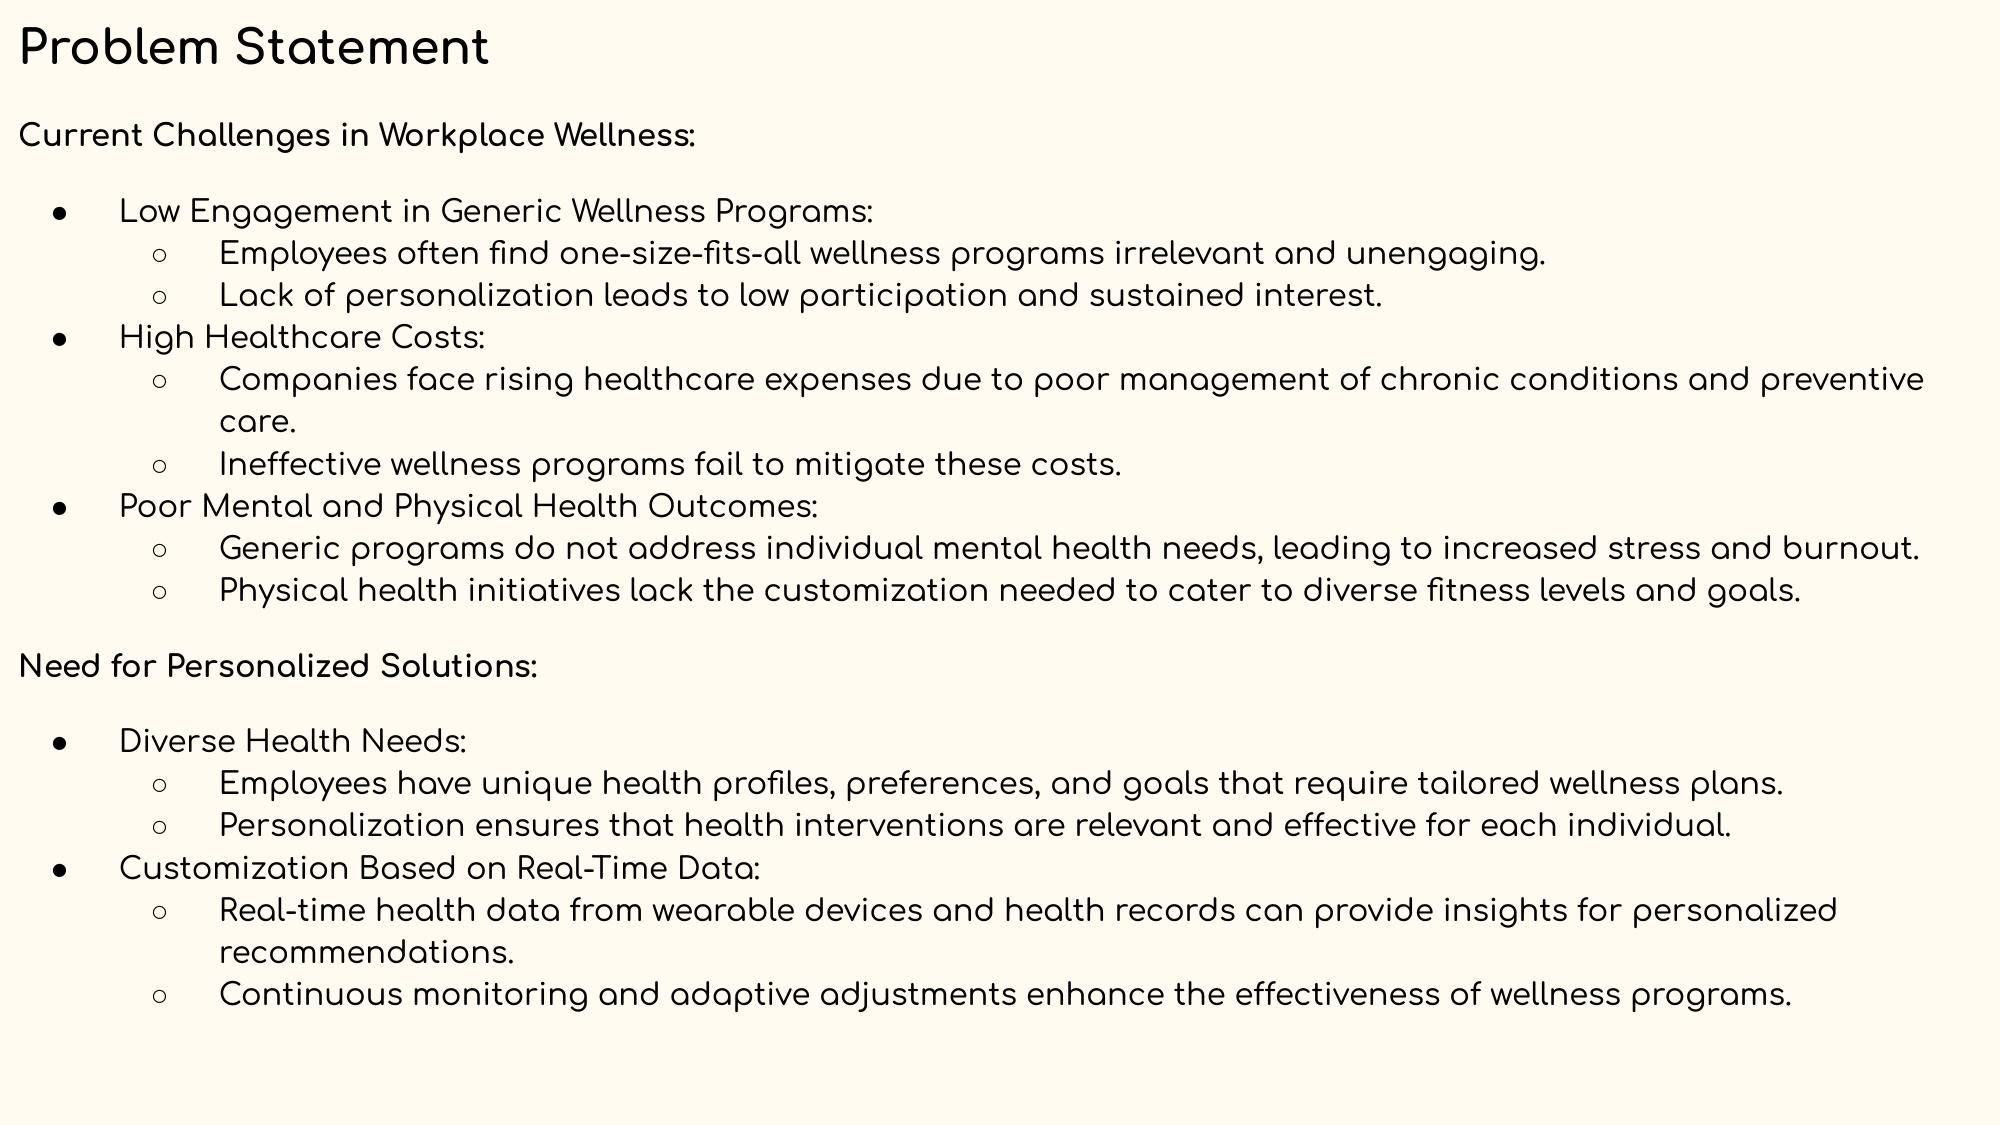 Problem Statement
Current Challenges in Workplace Wellness:
● Low Engagement in Generic Wellness Programs:
○ Employees often find one-size-fits-all wellness programs irrelevant and unengaging.
○ Lack of personalization leads to low participation and sustained interest.
● High Healthcare Costs:
○ Companies face rising healthcare expenses due to poor management of chronic conditions and preventive
care.
○ Ineffective wellness programs fail to mitigate these costs.
● Poor Mental and Physical Health Outcomes:
○ Generic programs do not address individual mental health needs, leading to increased stress and burnout.
○ Physical health initiatives lack the customization needed to cater to diverse fitness levels and goals.
Need for Personalized Solutions:
● Diverse Health Needs:
○ Employees have unique health profiles, preferences, and goals that require tailored wellness plans.
○ Personalization ensures that health interventions are relevant and effective for each individual.
● Customization Based on Real-Time Data:
○ Real-time health data from wearable devices and health records can provide insights for personalized
recommendations.
○ Continuous monitoring and adaptive adjustments enhance the effectiveness of wellness programs.